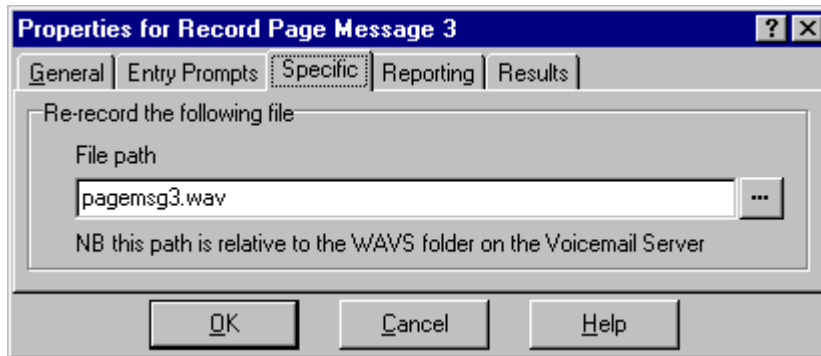 Properties for Record Page Message 3
General Entry Prompts Specific Reporting Results
Re-record the following file
File path
pagemsg3.wav ...
NB this path is relative to the WAVS folder on the Voicemail Server
OK Cancel Help